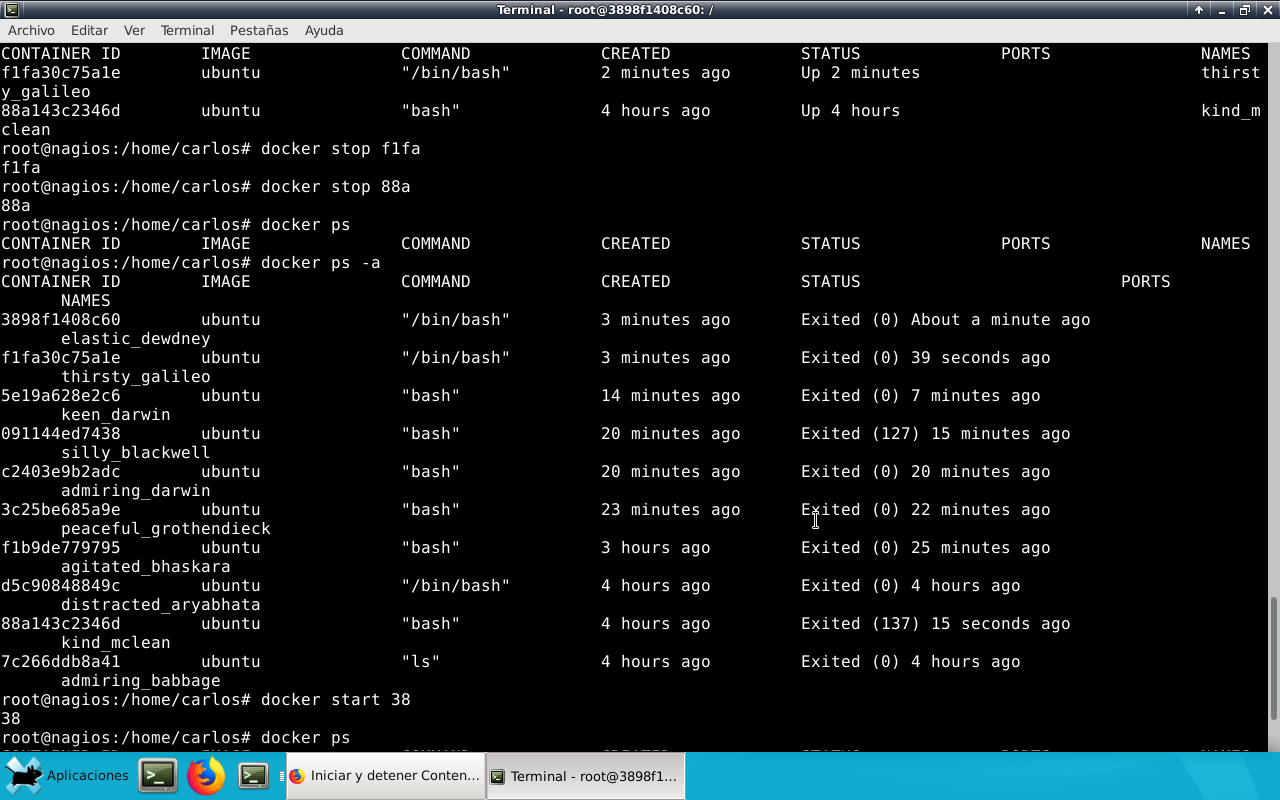 Terminal - root@3898f1408c60: /
Archivo Editar Ver Terminal Pestañas Ayuda
CONTAINER ID        IMAGE               COMMAND             CREATED             STATUS              PORTS               NAMES
f1fa30c75a1e        ubuntu              "/bin/bash"         2 minutes ago       Up 2 minutes                            thirst
y_galileo
88a143c2346d        ubuntu              "bash"              4 hours ago         Up 4 hours                              kind_m
clean
root@nagios:/home/carlos# docker stop f1fa
f1fa
root@nagios:/home/carlos# docker stop 88a
88a
root@nagios:/home/carlos# docker ps
CONTAINER ID        IMAGE               COMMAND             CREATED             STATUS              PORTS               NAMES
root@nagios:/home/carlos# docker ps -a
CONTAINER ID        IMAGE               COMMAND             CREATED             STATUS                          PORTS
      NAMES
3898f1408c60        ubuntu              "/bin/bash"         3 minutes ago       Exited (0) About a minute ago
      elastic_dewdney
f1fa30c75a1e        ubuntu              "/bin/bash"         3 minutes ago       Exited (0) 39 seconds ago
      thirsty_galileo
5e19a628e2c6        ubuntu              "bash"              14 minutes ago      Exited (0) 7 minutes ago
      keen_darwin
091144ed7438        ubuntu              "bash"              20 minutes ago      Exited (127) 15 minutes ago
      silly_blackwell
c2403e9b2adc        ubuntu              "bash"              20 minutes ago      Exited (0) 20 minutes ago
      admiring_darwin
3c25be685a9e        ubuntu              "bash"              23 minutes ago      Exited (0) 22 minutes ago
      peaceful_grothendieck
f1b9de779795        ubuntu              "bash"              3 hours ago         Exited (0) 25 minutes ago
      agitated_bhaskara
d5c90848849c        ubuntu              "/bin/bash"         4 hours ago         Exited (0) 4 hours ago
      distracted_aryabhata
88a143c2346d        ubuntu              "bash"              4 hours ago         Exited (137) 15 seconds ago
      kind_mclean
7c266ddb8a41        ubuntu              "ls"                4 hours ago         Exited (0) 4 hours ago
      admiring_babbage
root@nagios:/home/carlos# docker start 38
38
root@nagios:/home/carlos# docker ps
Aplicaciones Iniciar y detener Conten... Terminal - root@3898f1...